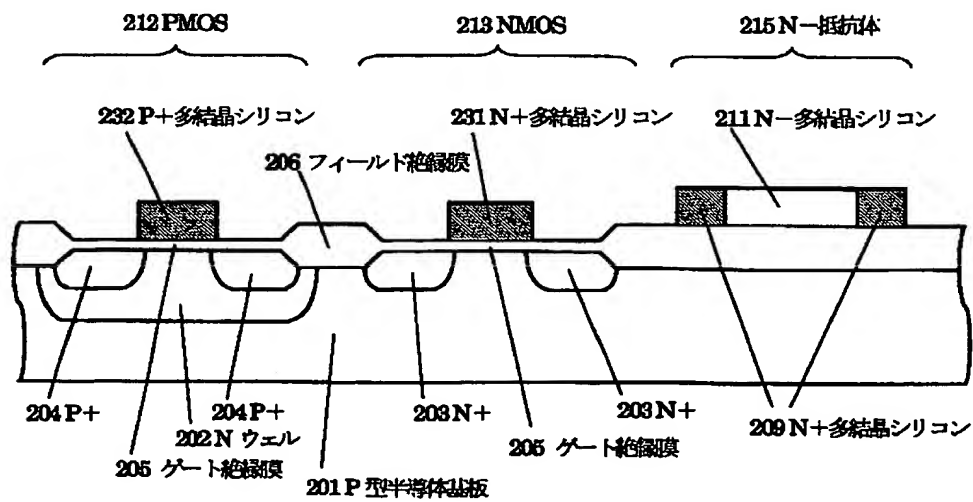 212 PMOS
213 NMOS
215 N－抵抗体
232 P＋多結晶シリコン
231 N＋多結晶シリコン
211 N－多結晶シリコン
206 フィールド絶縁膜
204 P＋
204 P＋
203 N＋
203 N＋
202 N ウェル
209 N＋多結晶シリコン
205 ゲート絶縁膜
205 ゲート絶縁膜
201 P 型半導体基板